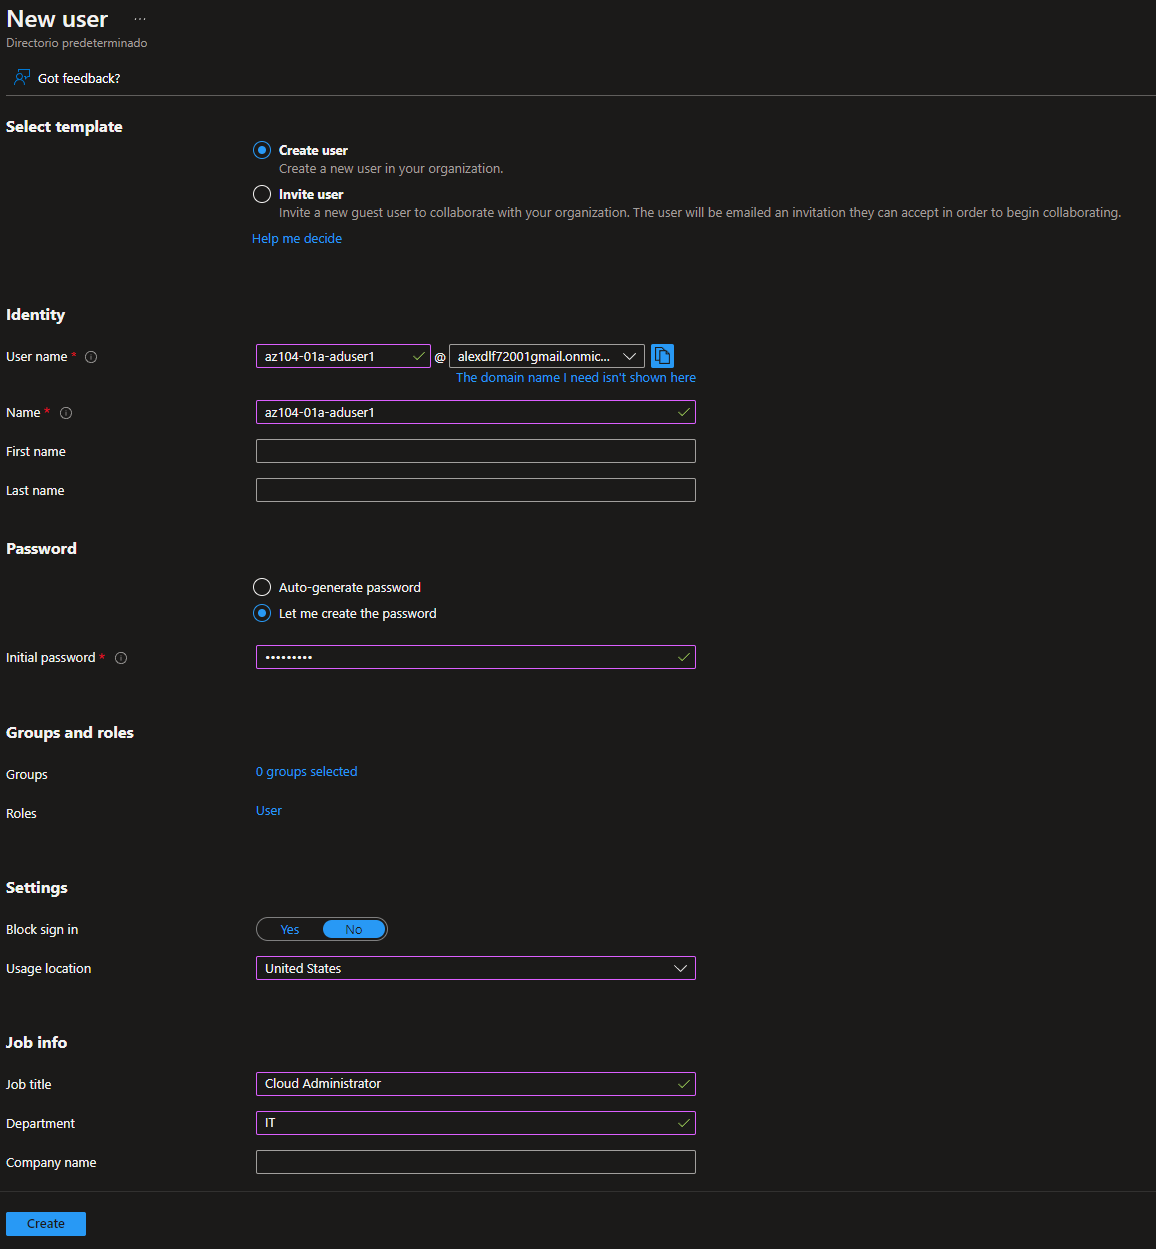 New user ...
Directorio predeterminado
Got feedback?
Select template
Create user
Create a new user in your organization.
Invite user
Invite a new guest user to collaborate with your organization. The user will be emailed an invitation they can accept in order to begin collaborating.
Help me decide
Identity
User name * az104-01a-aduser1 @ alexdlf72001gmail.onmic...
The domain name I need isn't shown here
Name * az104-01a-aduser1
First name
Last name
Password
Auto-generate password
Let me create the password
Initial password * •••••••••
Groups and roles
Groups 0 groups selected
Roles User
Settings
Block sign in Yes No
Usage location United States
Job info
Job title Cloud Administrator
Department IT
Company name
Create